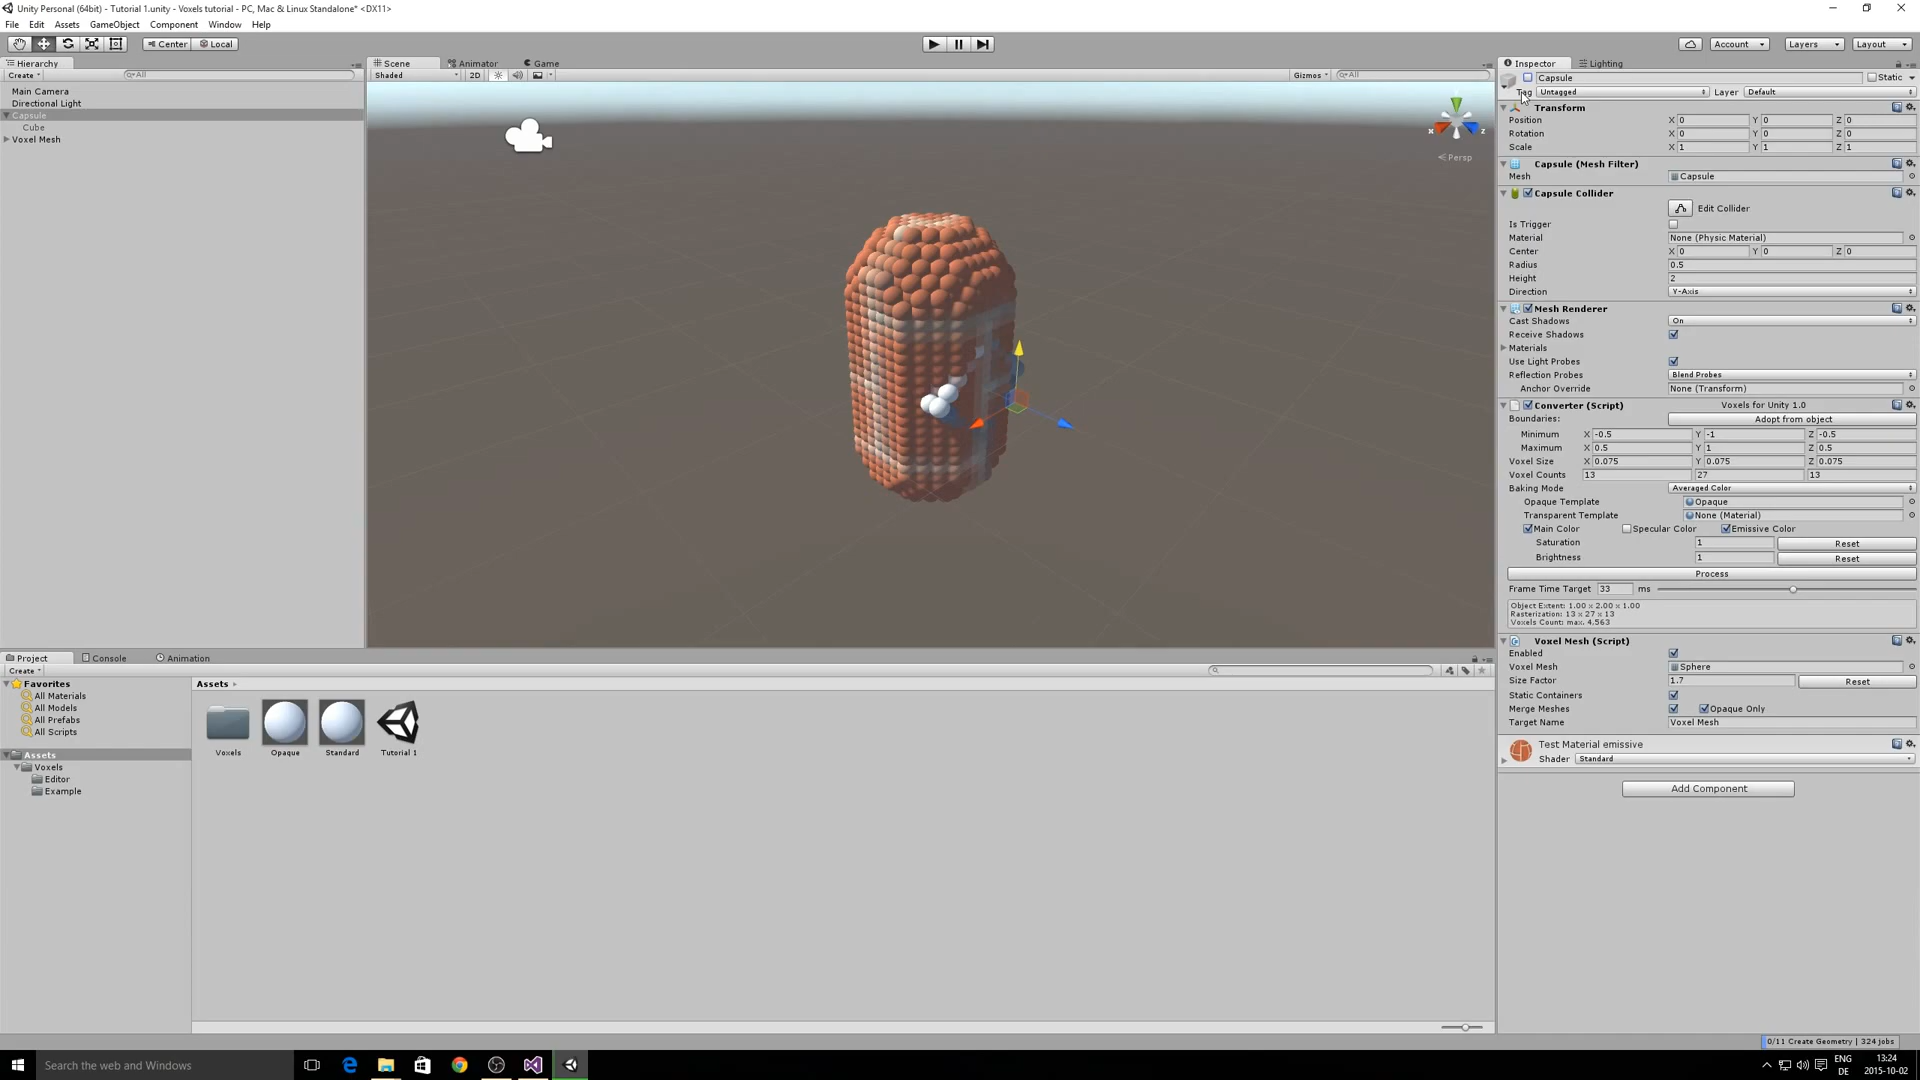 Unity Personal (64bit) - Tutorial 1.unity - Voxels tutorial - PC, Mac & Linux Standalone* <DX11>
File Edit Assets GameObject Component Window Help
Center Local Account Layers Layout
Hierarchy
Create All
Main Camera
Directional Light
Capsule
Cube
Voxel Mesh
Scene Animator Game
Shaded 2D Gizmos All
x z
Persp
Inspector Lighting
Capsule Static
Tag Untagged Layer Default
Transform
Position X 0 Y 0 Z 0
Rotation X 0 Y 0 Z 0
Scale X 1 Y 1 Z 1
Capsule (Mesh Filter)
Mesh Capsule
Capsule Collider
Edit Collider
Is Trigger
Material None (Physic Material)
Center X 0 Y 0 Z 0
Radius 0.5
Height 2
Direction Y-Axis
Mesh Renderer
Cast Shadows On
Receive Shadows
Materials
Use Light Probes
Reflection Probes Blend Probes
Anchor Override None (Transform)
Converter (Script) Voxels for Unity 1.0
Boundaries: Adopt from object
Minimum X -0.5 Y -1 Z -0.5
Maximum X 0.5 Y 1 Z 0.5
Voxel Size X 0.075 Y 0.075 Z 0.075
Voxel Counts 13 27 13
Baking Mode Averaged Color
Opaque Template Opaque
Transparent Template None (Material)
Main Color Specular Color Emissive Color
Saturation 1 Reset
Brightness 1 Reset
Process
Frame Time Target 33 ms
Object Extent: 1.00 x 2.00 x 1.00
Rasterization: 13 x 27 x 13
Voxels Count: max. 4.563
Voxel Mesh (Script)
Enabled
Voxel Mesh Sphere
Size Factor 1.7 Reset
Static Containers
Merge Meshes Opaque Only
Target Name Voxel Mesh
Test Material emissive
Shader Standard
Add Component
Project Console Animation
Create
Favorites
All Materials
All Models
All Prefabs
All Scripts
Assets
Voxels
Editor
Example
Assets
Voxels Opaque Standard Tutorial 1
0/11 Create Geometry | 324 jobs
Search the web and Windows
ENG
DE
13:24
2015-10-02